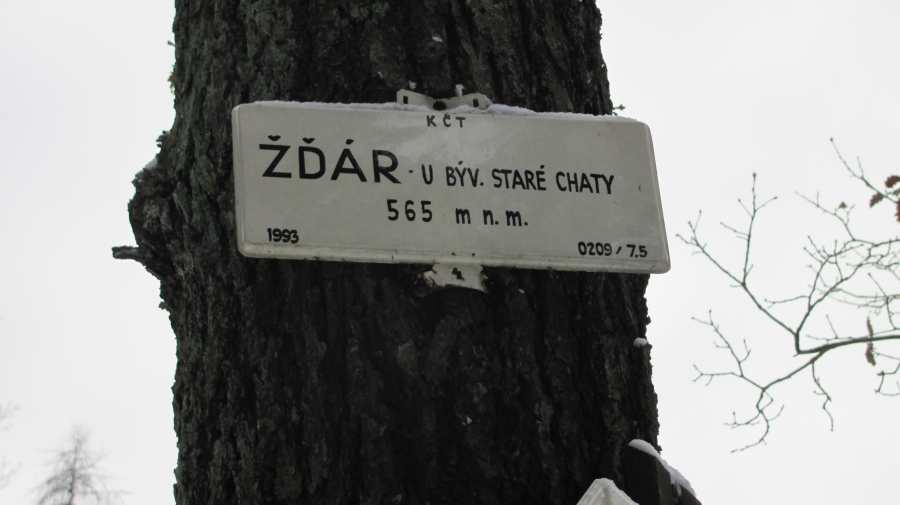 KČT
ŽĎÁR - U BÝV. STARÉ CHATY
565 m n. m.
1993 0209 / 7.5